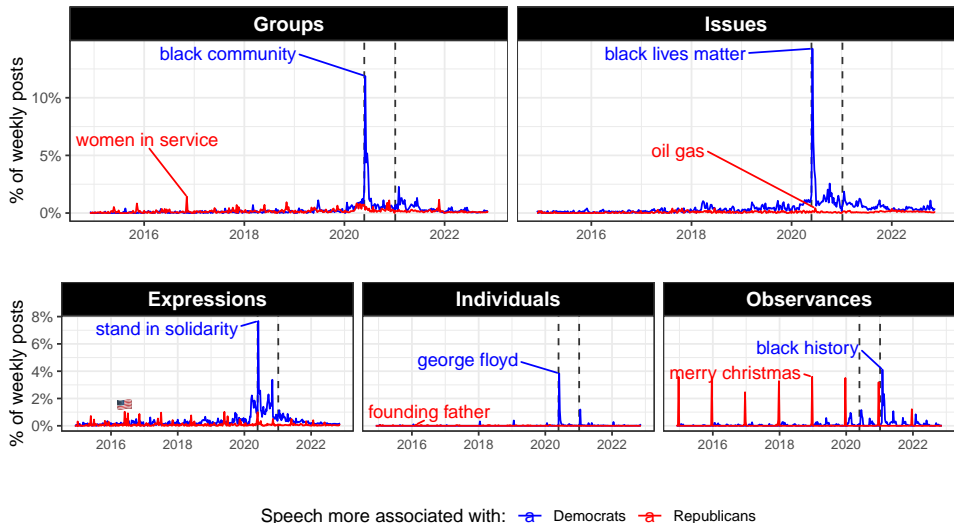 Groups
Issues
% of weekly posts
10%
5%
0%
black community
women in service
black lives matter
oil gas
2016
2018
2020
2022
2016
2018
2020
2022
Expressions
Individuals
Observances
% of weekly posts
8%
6%
4%
2%
0%
stand in solidarity
🇺🇸
george floyd
founding father
black history
merry christmas
2016
2018
2020
2022
2016
2018
2020
2022
2016
2018
2020
2022
Speech more associated with: a Democrats a Republicans